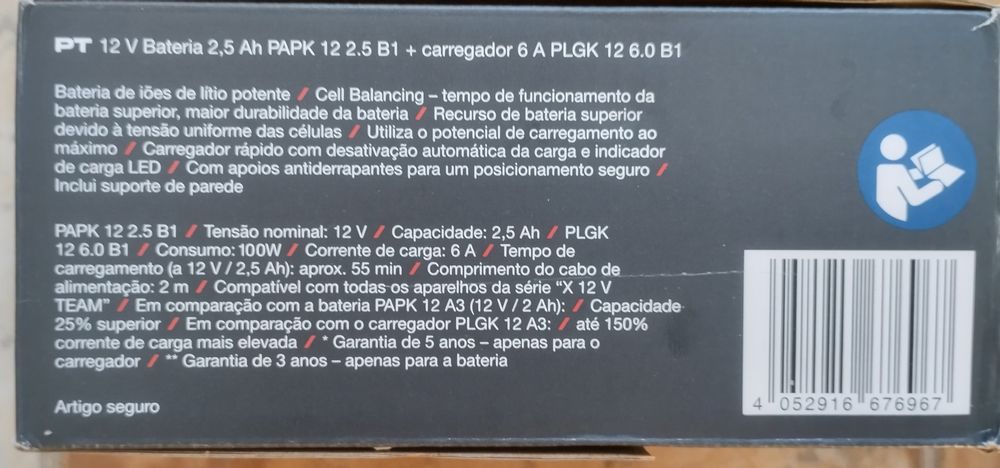 PT 12 V Bateria 2,5 Ah PAPK 12 2.5 B1 + carregador 6 A PLGK 12 6.0 B1
Bateria de iões de lítio potente / Cell Balancing – tempo de funcionamento da
bateria superior, maior durabilidade da bateria / Recurso de bateria superior
devido à tensão uniforme das células / Utiliza o potencial de carregamento ao
máximo / Carregador rápido com desativação automática da carga e indicador
de carga LED / Com apoios antiderrapantes para um posicionamento seguro /
Inclui suporte de parede
PAPK 12 2.5 B1 / Tensão nominal: 12 V / Capacidade: 2,5 Ah / PLGK
12 6.0 B1 / Consumo: 100W / Corrente de carga: 6 A / Tempo de
carregamento (a 12 V / 2,5 Ah): aprox. 55 min / Comprimento do cabo de
alimentação: 2 m / Compatível com todas os aparelhos da série "X 12 V
TEAM" / Em comparação com a bateria PAPK 12 A3 (12 V / 2 Ah): / Capacidade
25% superior / Em comparação com o carregador PLGK 12 A3: / até 150%
corrente de carga mais elevada / * Garantia de 5 anos – apenas para o
carregador / ** Garantia de 3 anos – apenas para a bateria
Artigo seguro
4 052916 676967